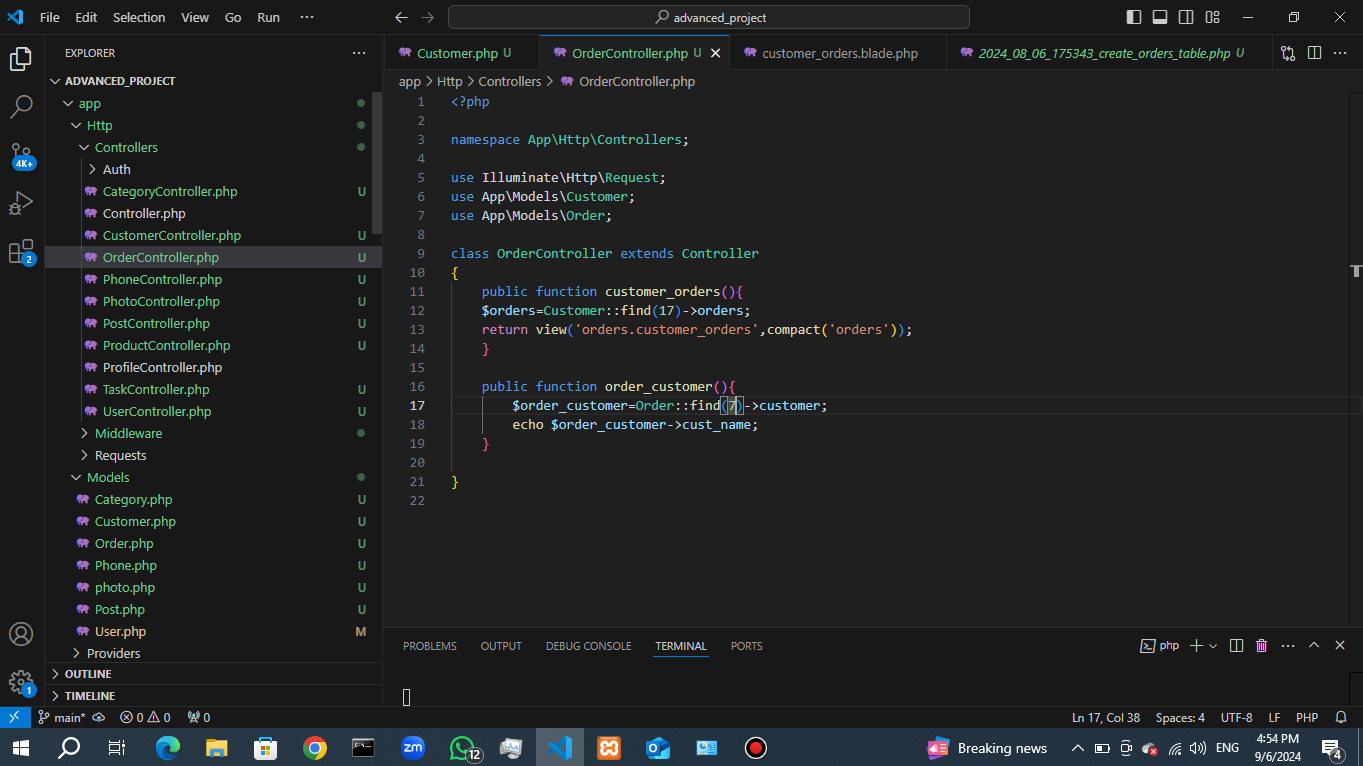 File Edit Selection View Go Run ···
advanced_project
EXPLORER ···
ADVANCED_PROJECT
app
Http
Controllers
Auth
CategoryController.php U
Controller.php
CustomerController.php U
OrderController.php U
PhoneController.php U
PhotoController.php U
PostController.php U
ProductController.php U
ProfileController.php
TaskController.php U
UserController.php U
Middleware
Requests
Models
Category.php U
Customer.php U
Order.php U
Phone.php U
photo.php U
Post.php U
User.php M
Providers
OUTLINE
TIMELINE
4K+
2
1
Customer.php U
OrderController.php U
customer_orders.blade.php
2024_08_06_175343_create_orders_table.php U
app > Http > Controllers > OrderController.php
1 <?php
2
3 namespace App\Http\Controllers;
4
5 use Illuminate\Http\Request;
6 use App\Models\Customer;
7 use App\Models\Order;
8
9 class OrderController extends Controller
10 {
11 public function customer_orders(){
12 $orders=Customer::find(17)->orders;
13 return view('orders.customer_orders',compact('orders'));
14 }
15
16 public function order_customer(){
17 $order_customer=Order::find(7)->customer;
18 echo $order_customer->cust_name;
19 }
20
21 }
22
PROBLEMS OUTPUT DEBUG CONSOLE TERMINAL PORTS
php
main* 0 0 0
Ln 17, Col 38 Spaces: 4 UTF-8 LF PHP
zm
12
Breaking news
ENG
4:54 PM
9/6/2024
4